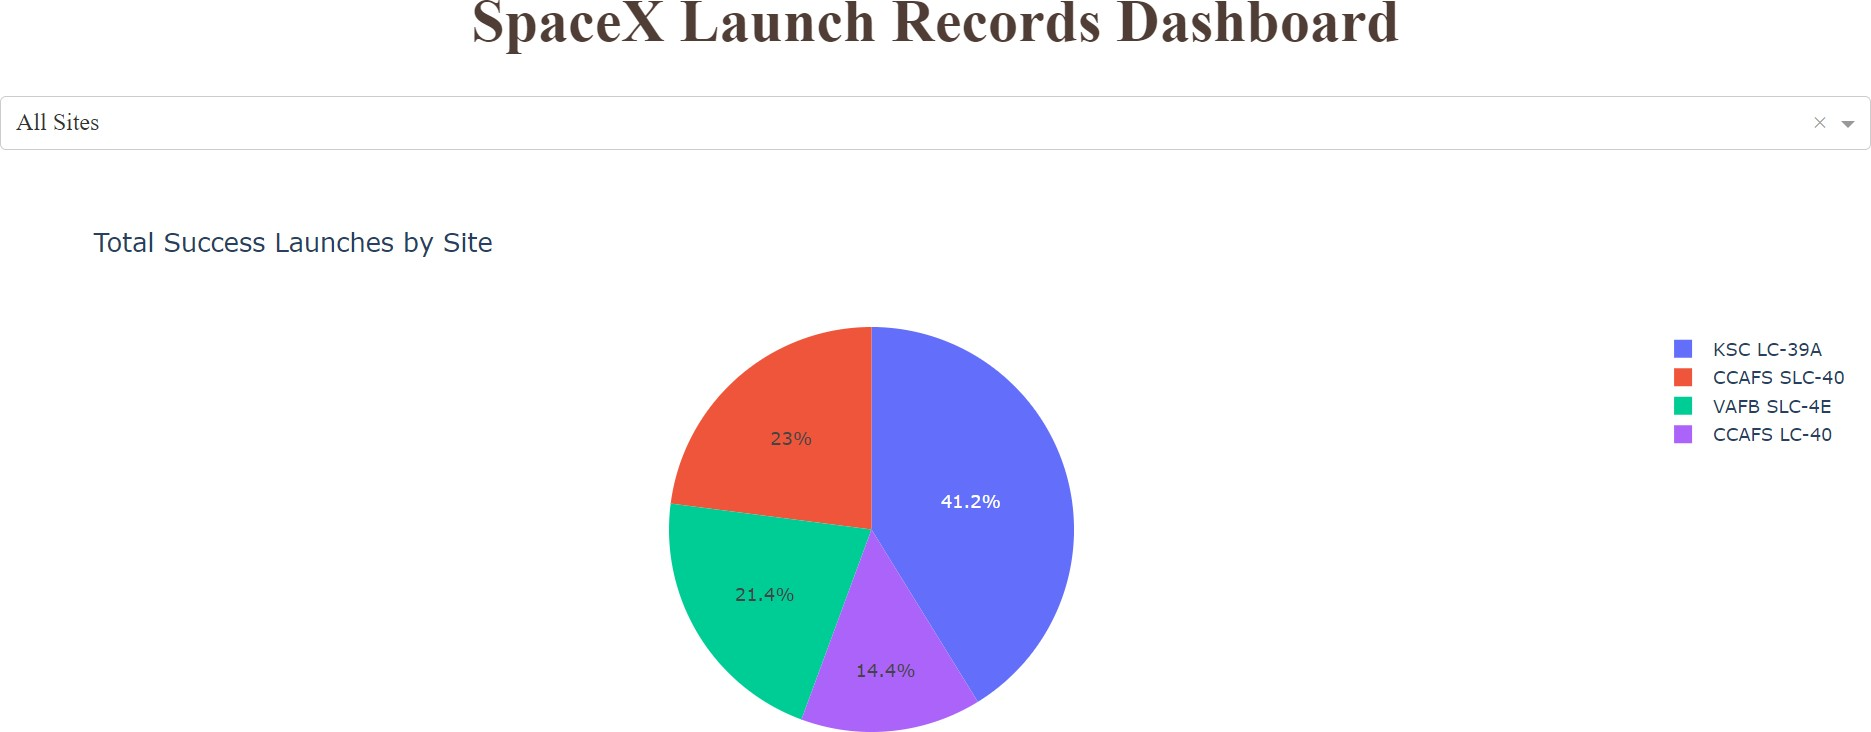 SpaceX Launch Records Dashboard
All Sites ×
Total Success Launches by Site
KSC LC-39A
CCAFS SLC-40
VAFB SLC-4E
CCAFS LC-40
23%
41.2%
21.4%
14.4%